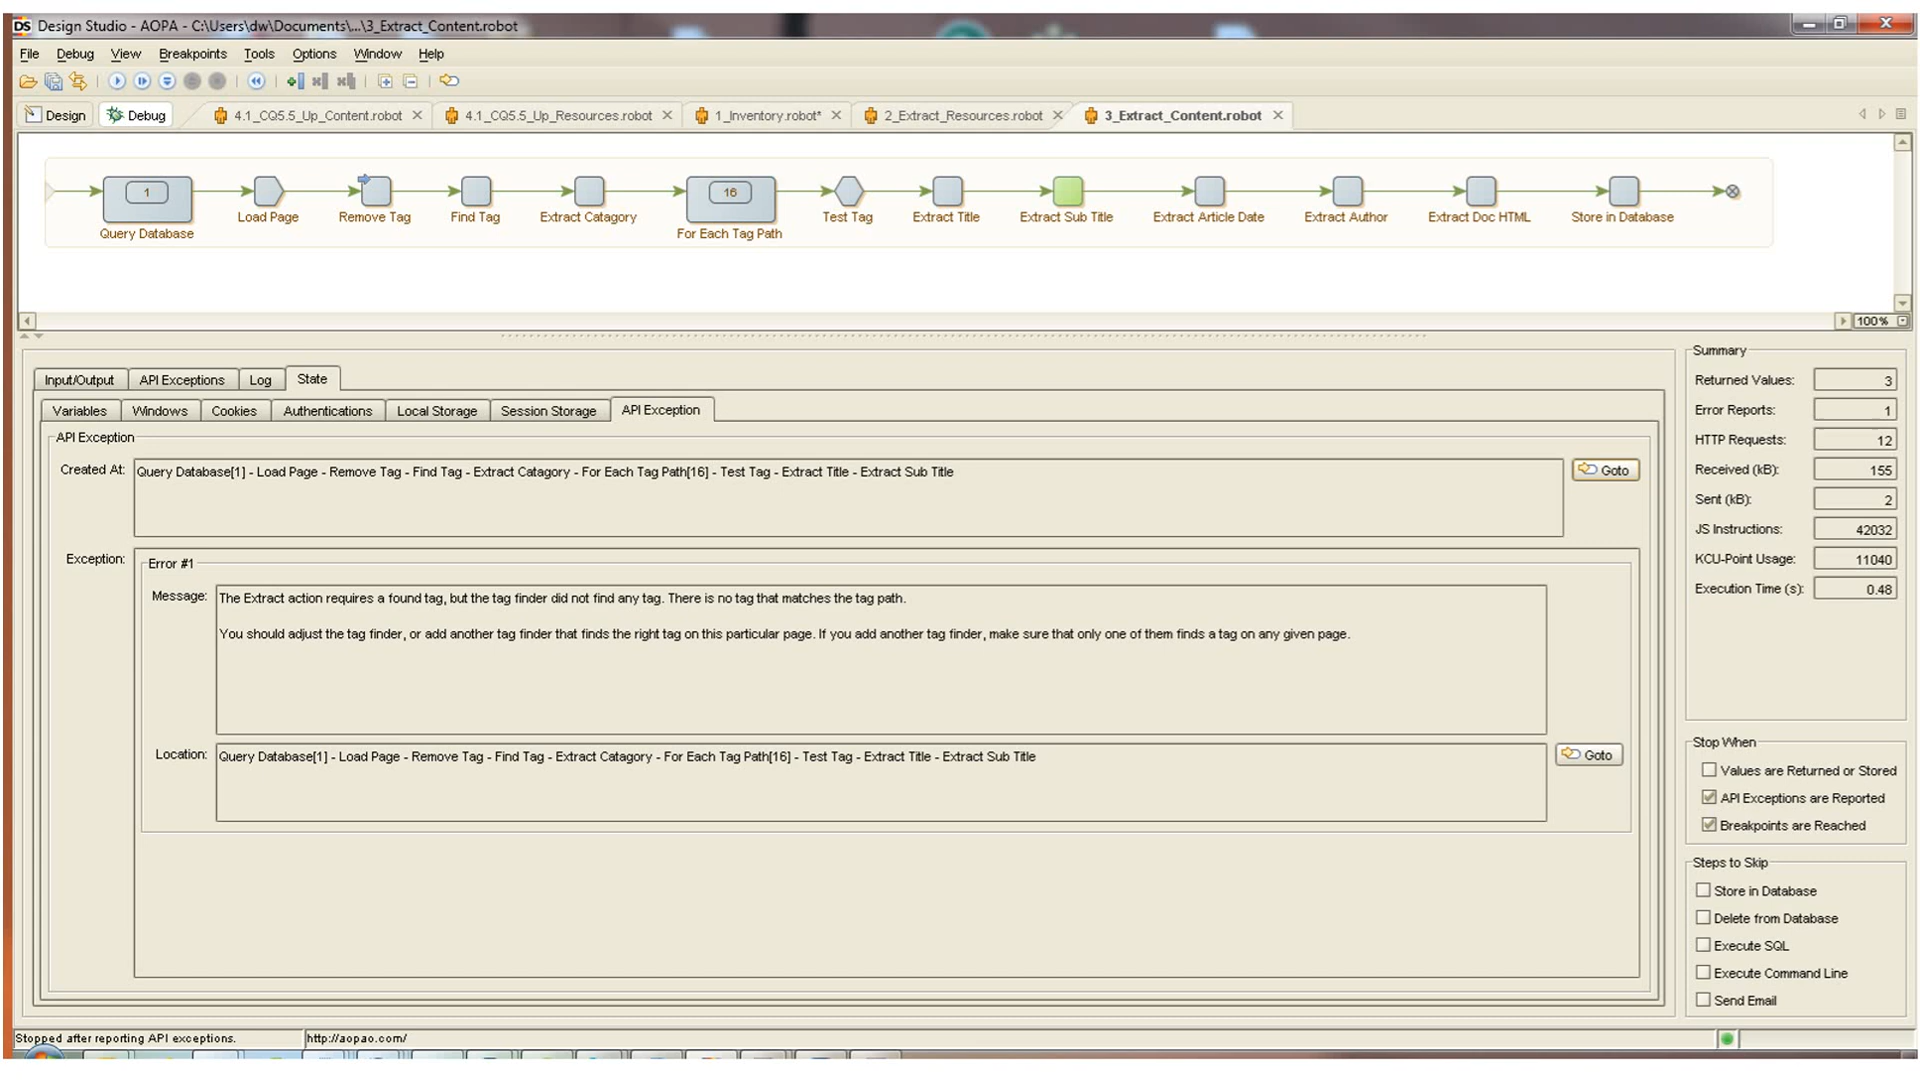 DS Design Studio - AOPA - C:\Users\dw\Documents\...\3_Extract_Content.robot
File Debug View Breakpoints Tools Options Window Help
Design Debug 4.1_CQ5.5_Up_Content.robot 4.1_CQ5.5_Up_Resources.robot 1_Inventory.robot* 2_Extract_Resources.robot 3_Extract_Content.robot
1 16
Load Page Remove Tag Find Tag Extract Catagory Test Tag Extract Title Extract Sub Title Extract Article Date Extract Author Extract Doc HTML Store in Database
Query Database For Each Tag Path
100%
Input/Output API Exceptions Log State
Variables Windows Cookies Authentications Local Storage Session Storage API Exception
API Exception
Created At: Query Database[1] - Load Page - Remove Tag - Find Tag - Extract Catagory - For Each Tag Path[16] - Test Tag - Extract Title - Extract Sub Title Goto
Exception: Error #1
Message: The Extract action requires a found tag, but the tag finder did not find any tag. There is no tag that matches the tag path.
You should adjust the tag finder, or add another tag finder that finds the right tag on this particular page. If you add another tag finder, make sure that only one of them finds a tag on any given page.
Location: Query Database[1] - Load Page - Remove Tag - Find Tag - Extract Catagory - For Each Tag Path[16] - Test Tag - Extract Title - Extract Sub Title Goto
Summary
Returned Values: 3
Error Reports: 1
HTTP Requests: 12
Received (kB): 155
Sent (kB): 2
JS Instructions: 42032
KCU-Point Usage: 11040
Execution Time (s): 0.48
Stop When
Values are Returned or Stored
API Exceptions are Reported
Breakpoints are Reached
Steps to Skip
Store in Database
Delete from Database
Execute SQL
Execute Command Line
Send Email
Stopped after reporting API exceptions. http://aopao.com/